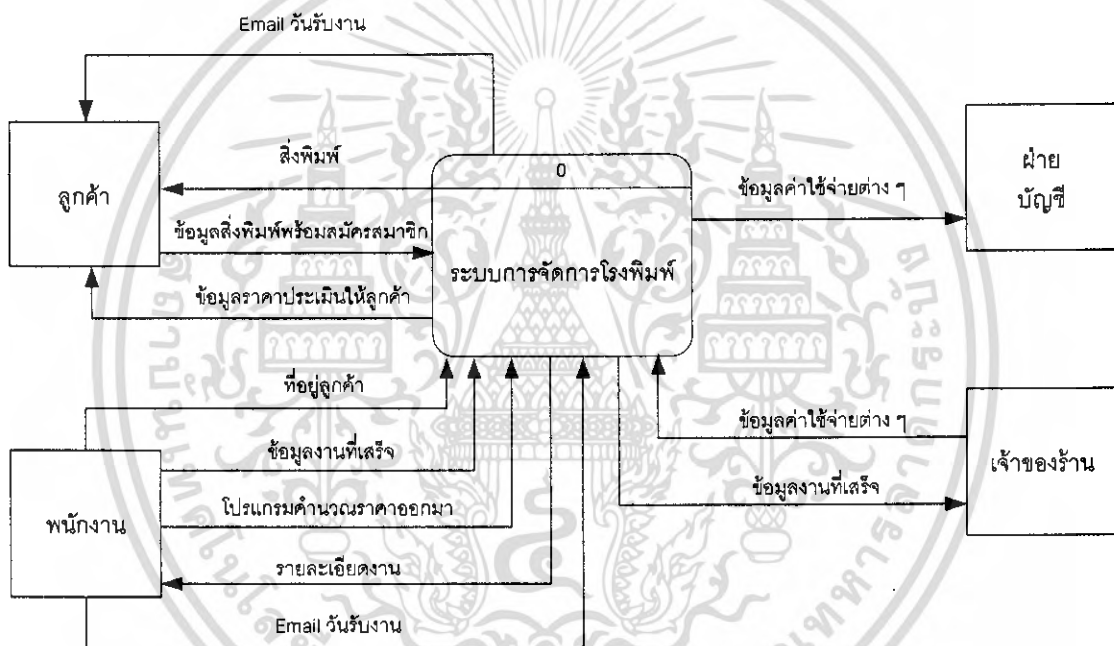 Email วันรับงาน
สิ่งพิมพ์
ลูกค้า
ข้อมูลสิ่งพิมพ์พร้อมสมัครสมาชิก
ข้อมูลราคาประเมินให้ลูกค้า
0
ระบบการจัดการโรงพิมพ์
ข้อมูลค่าใช้จ่ายต่าง ๆ
ฝ่าย
บัญชี
ที่อยู่ลูกค้า
ข้อมูลงานที่เสร็จ
พนักงาน
โปรแกรมคำนวณราคาออกมา
รายละเอียดงาน
Email วันรับงาน
ข้อมูลค่าใช้จ่ายต่าง ๆ
เจ้าของร้าน
ข้อมูลงานที่เสร็จ